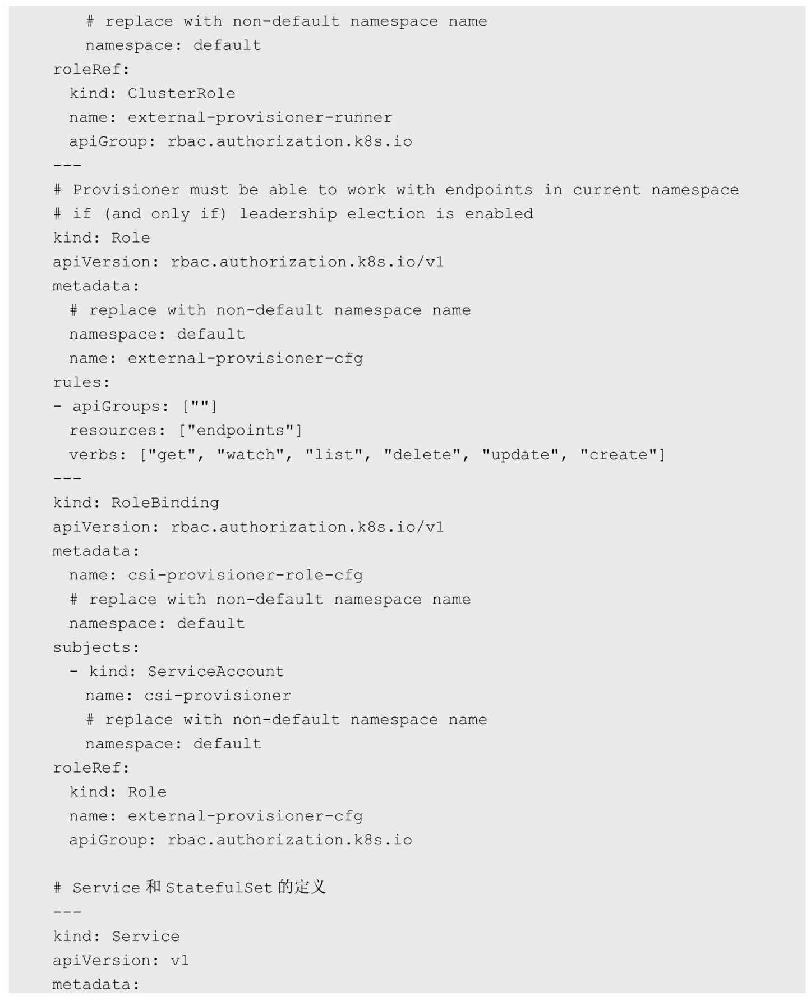 # replace with non-default namespace name
    namespace: default
roleRef:
  kind: ClusterRole
  name: external-provisioner-runner
  apiGroup: rbac.authorization.k8s.io
---
# Provisioner must be able to work with endpoints in current namespace
# if (and only if) leadership election is enabled
kind: Role
apiVersion: rbac.authorization.k8s.io/v1
metadata:
  # replace with non-default namespace name
  namespace: default
  name: external-provisioner-cfg
rules:
- apiGroups: [""]
  resources: ["endpoints"]
  verbs: ["get", "watch", "list", "delete", "update", "create"]
---
kind: RoleBinding
apiVersion: rbac.authorization.k8s.io/v1
metadata:
  name: csi-provisioner-role-cfg
  # replace with non-default namespace name
  namespace: default
subjects:
  - kind: ServiceAccount
    name: csi-provisioner
    # replace with non-default namespace name
    namespace: default
roleRef:
  kind: Role
  name: external-provisioner-cfg
  apiGroup: rbac.authorization.k8s.io

# Service 和 StatefulSet 的定义
---
kind: Service
apiVersion: v1
metadata: